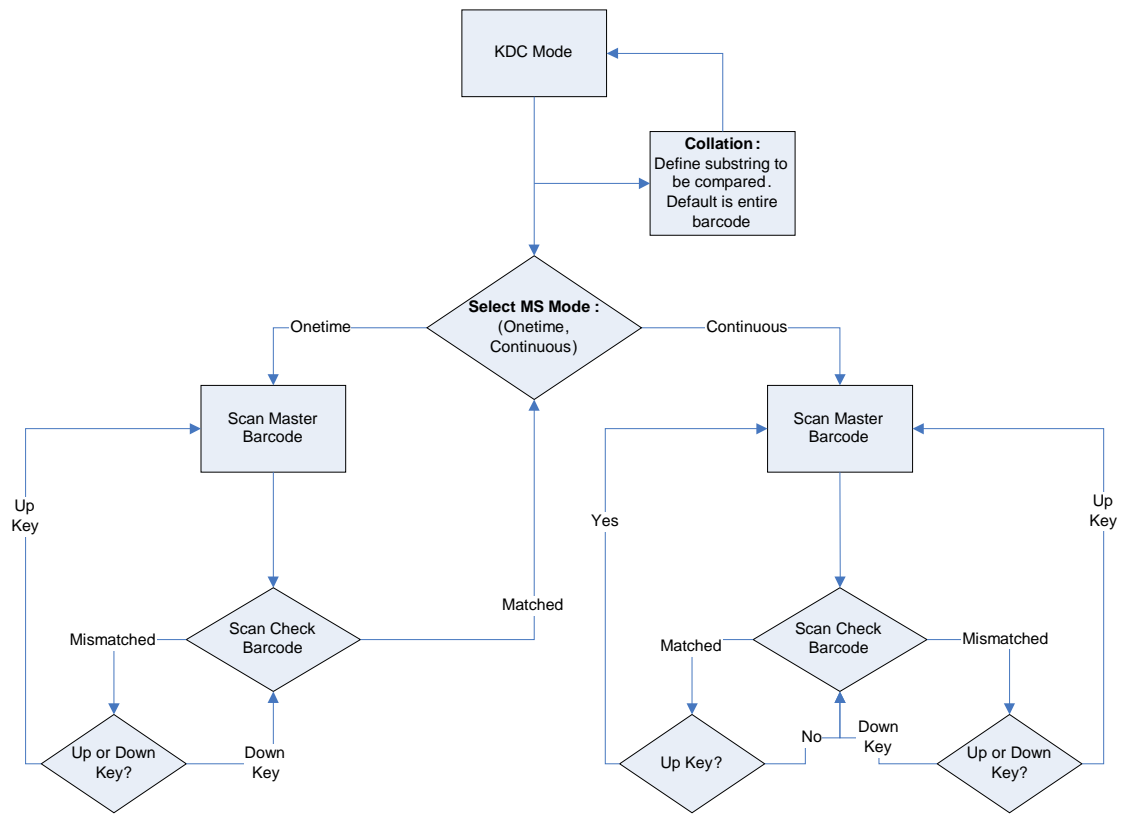 KDC Mode
Collation :
Define substring to
be compared.
Default is entire
barcode
Select MS Mode :
(Onetime,
Continuous)
Onetime
Continuous
Scan Master
Barcode
Scan Master
Barcode
Up
Key
Yes
Up
Key
Matched
Scan Check
Barcode
Scan Check
Barcode
Mismatched
Matched
Mismatched
Up or Down
Key?
Down
Key
Up Key?
No
Down
Key
Up or Down
Key?